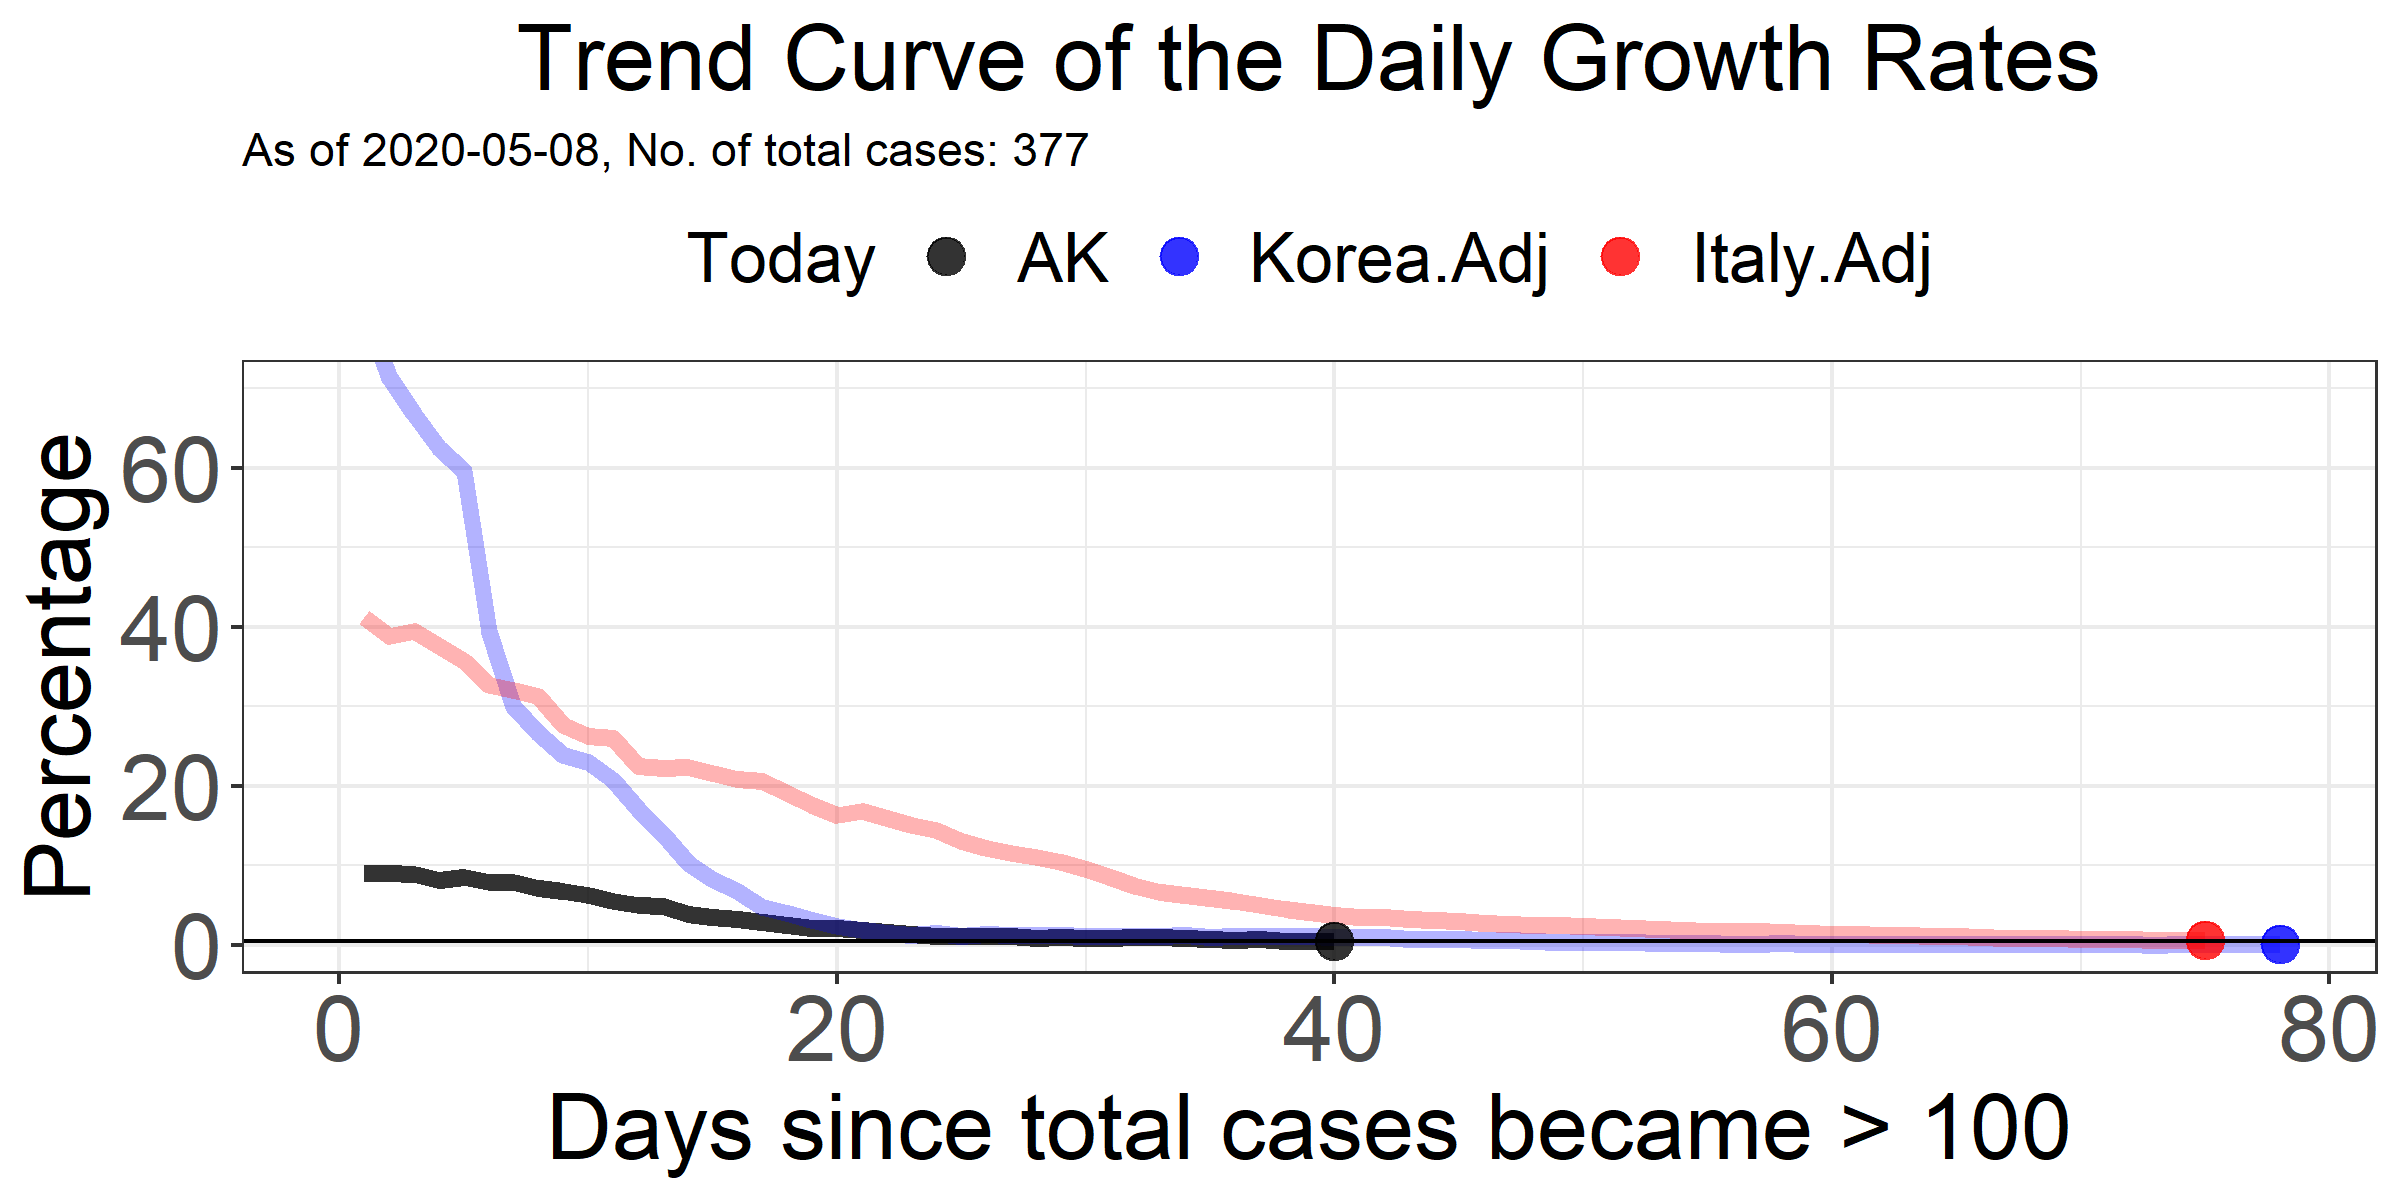 Trend Curve of the Daily Growth Rates
As of 2020-05-08, No. of total cases: 377
Today AK Korea.Adj Italy.Adj
Percentage
60
40
20
0
0 20 40 60 80
Days since total cases became > 100